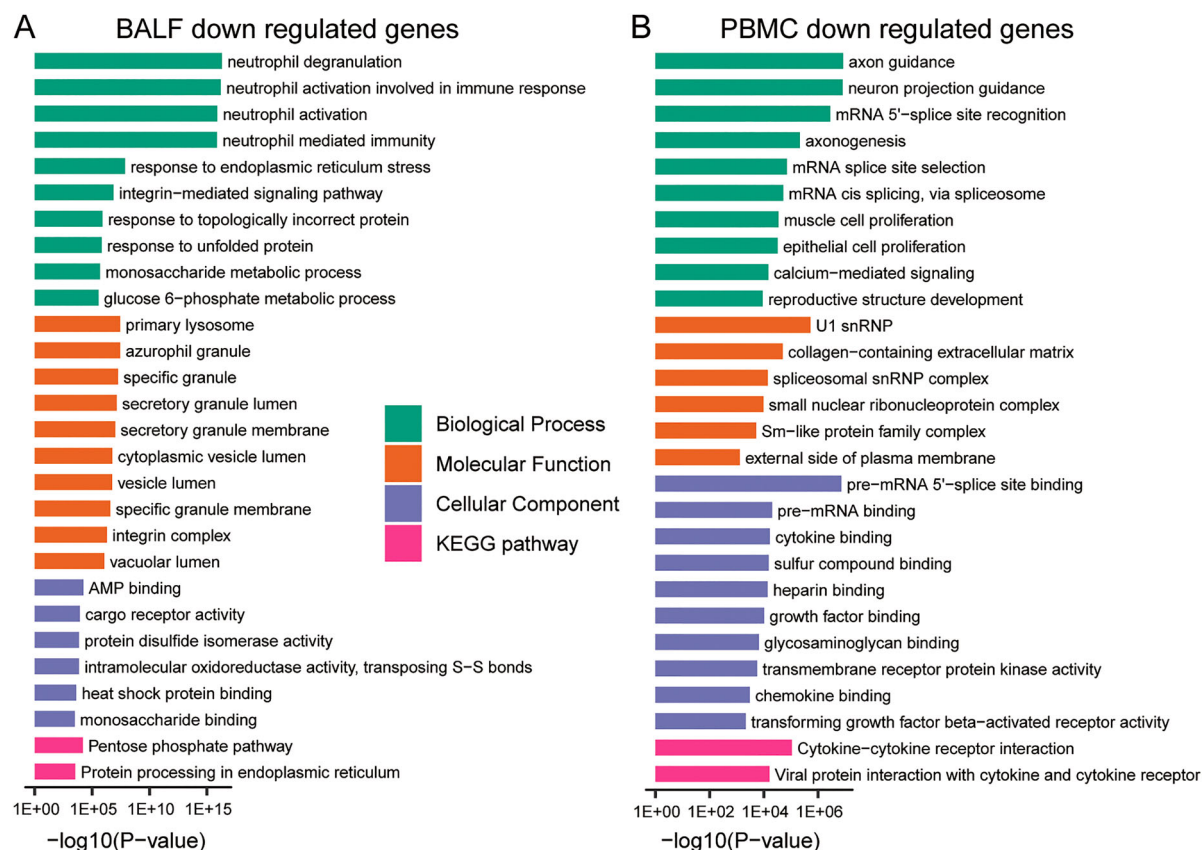 A
BALF down regulated genes
neutrophil degranulation
neutrophil activation involved in immune response
neutrophil activation
neutrophil mediated immunity
response to endoplasmic reticulum stress
integrin−mediated signaling pathway
response to topologically incorrect protein
response to unfolded protein
monosaccharide metabolic process
glucose 6−phosphate metabolic process
primary lysosome
azurophil granule
specific granule
secretory granule lumen
secretory granule membrane
cytoplasmic vesicle lumen
vesicle lumen
specific granule membrane
integrin complex
vacuolar lumen
AMP binding
cargo receptor activity
protein disulfide isomerase activity
intramolecular oxidoreductase activity, transposing S−S bonds
heat shock protein binding
monosaccharide binding
Pentose phosphate pathway
Protein processing in endoplasmic reticulum
1E+00 1E+05 1E+10 1E+15
−log10(P−value)
Biological Process
Molecular Function
Cellular Component
KEGG pathway
B
PBMC down regulated genes
axon guidance
neuron projection guidance
mRNA 5'−splice site recognition
axonogenesis
mRNA splice site selection
mRNA cis splicing, via spliceosome
muscle cell proliferation
epithelial cell proliferation
calcium−mediated signaling
reproductive structure development
U1 snRNP
collagen−containing extracellular matrix
spliceosomal snRNP complex
small nuclear ribonucleoprotein complex
Sm−like protein family complex
external side of plasma membrane
pre−mRNA 5'−splice site binding
pre−mRNA binding
cytokine binding
sulfur compound binding
heparin binding
growth factor binding
glycosaminoglycan binding
transmembrane receptor protein kinase activity
chemokine binding
transforming growth factor beta−activated receptor activity
Cytokine−cytokine receptor interaction
Viral protein interaction with cytokine and cytokine receptor
1E+00 1E+02 1E+04 1E+06
−log10(P−value)